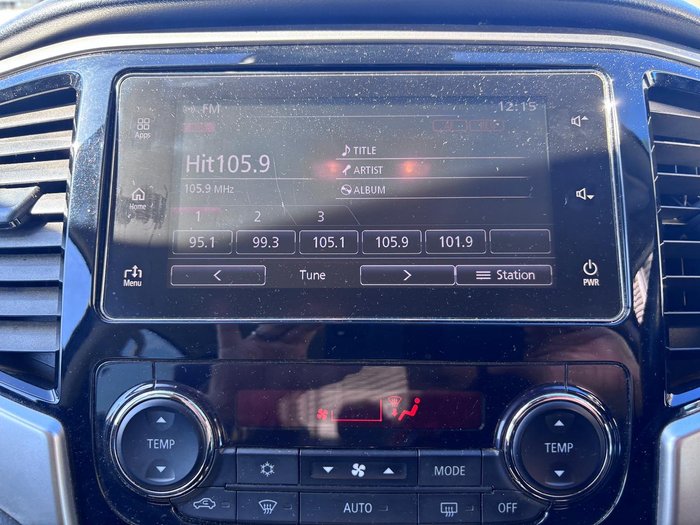 FM 12:15
Apps
Hit105.9
TITLE
ARTIST
105.9 MHz
ALBUM
Home
1 2 3
95.1 99.3 105.1 105.9 101.9
Menu
< Tune > Station
PWR
TEMP
TEMP
MODE
AUTO
OFF